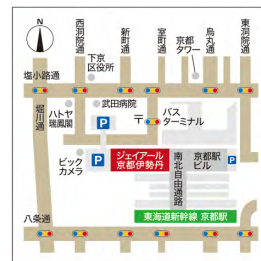 N
西洞院通
新町通
室町通
烏丸通
東洞院通
京都
タワー
下京
区役所
塩小路通
堀川通
ハトヤ
瑞鳳閣
武田病院
P
〒
バス
ターミナル
ビック
カメラ
P
ジェイアール
京都伊勢丹
南北自由通路
京都駅
ビル
P
東海道新幹線 京都駅
八条通